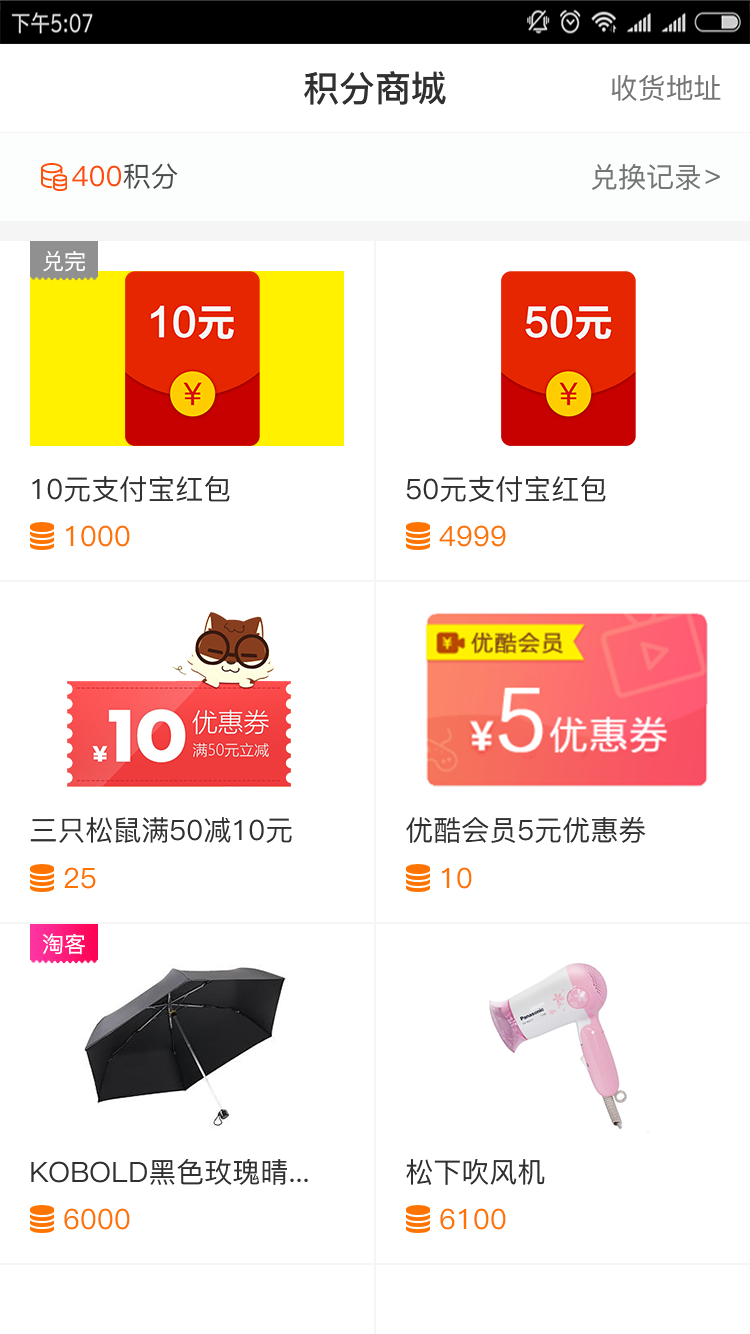 下午5:07
积分商城
收货地址
400积分
兑换记录>
兑完
10元
¥
50元
¥
10元支付宝红包
1000
50元支付宝红包
4999
¥10优惠券
满50元立减
¥
优酷会员
¥5优惠券
三只松鼠满50减10元
25
优酷会员5元优惠券
10
淘客
Panasonic
KOBOLD黑色玫瑰晴...
6000
松下吹风机
6100